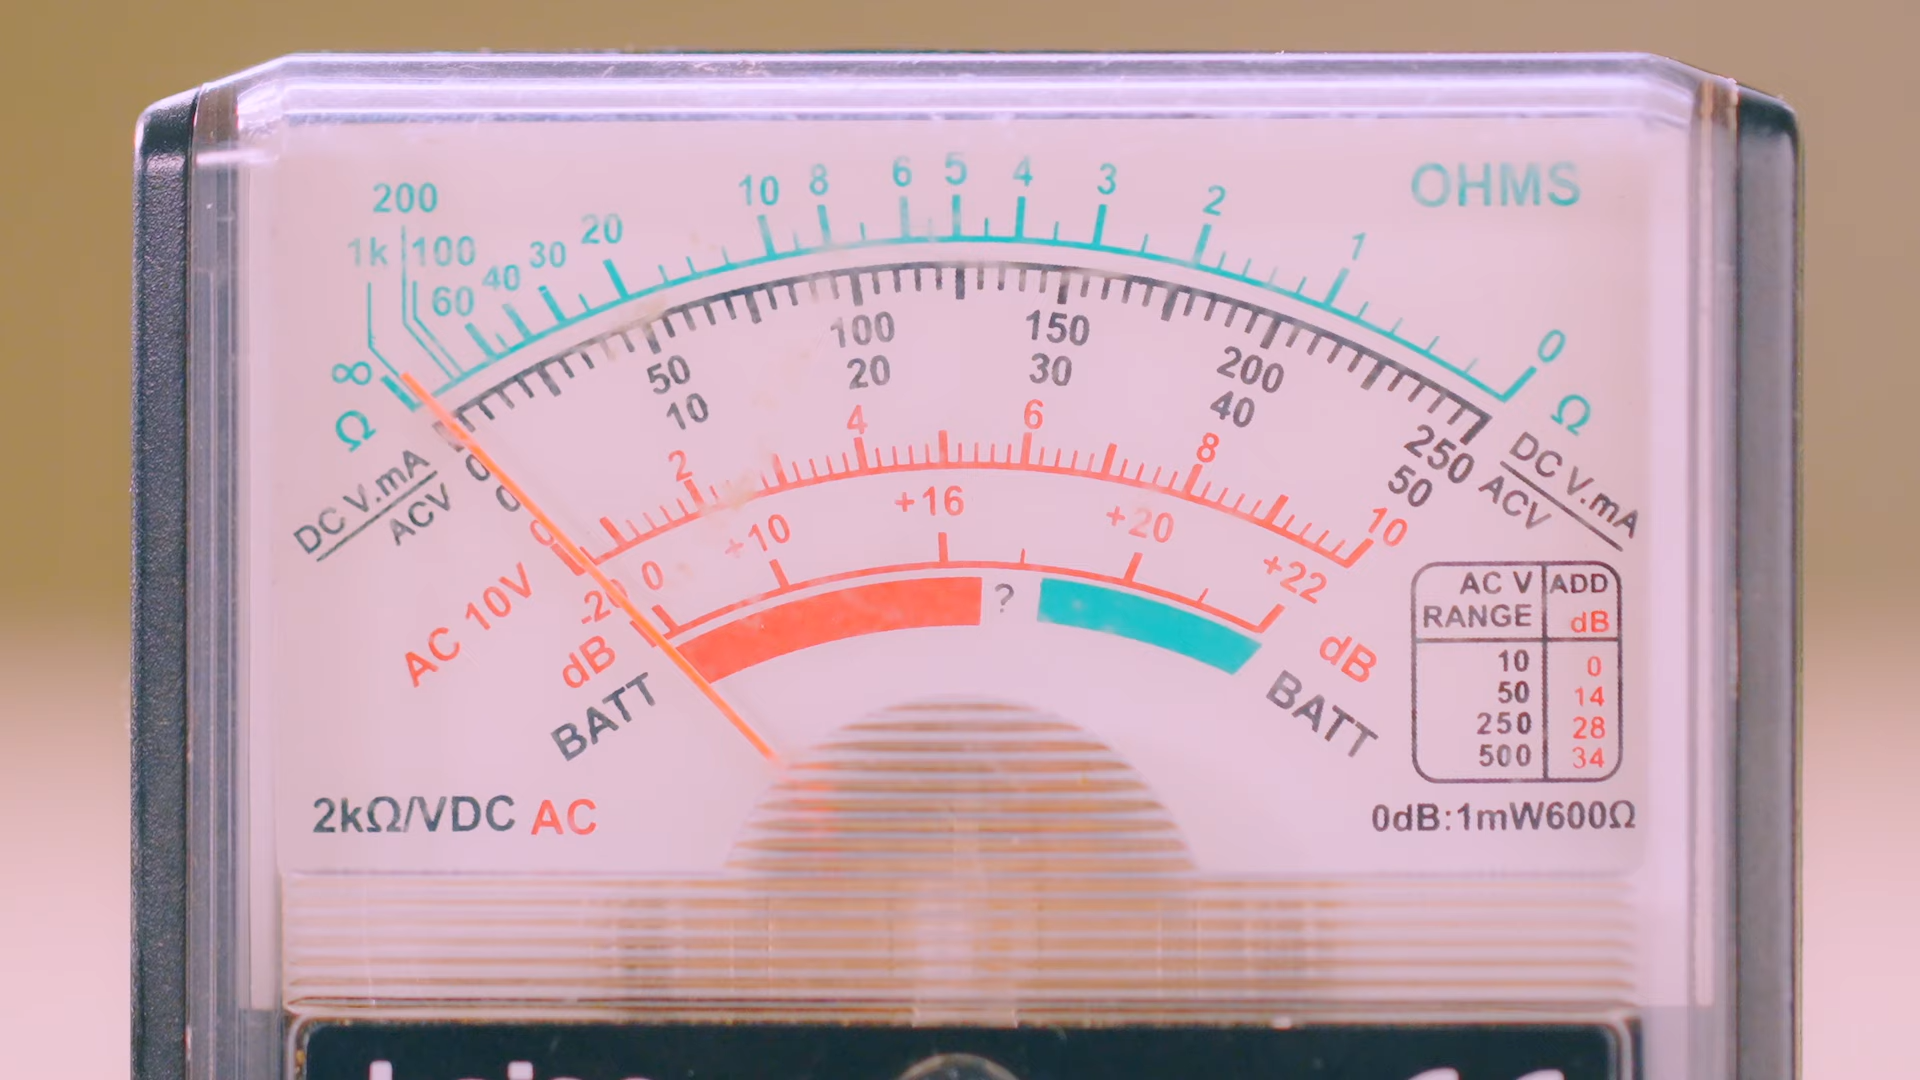 OHMS
200
1k 100
60 40 30 20 10 8 6 5 4 3 2 1 0
∞
Ω Ω
0 50 100 150 200 250
0 10 20 30 40 50
DC V.mA
ACV
DC V.mA
ACV
0 2 4 6 8 10
AC 10V
-20 0 +10 +16 +20 +22
dB dB
BATT ? BATT
AC V ADD
RANGE dB
10 0
50 14
250 28
500 34
2kΩ/VDC AC
0dB:1mW600Ω